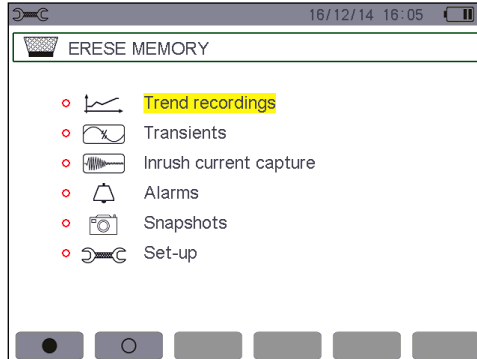 16/12/14 16:05
ERESE MEMORY
Trend recordings
Transients
Inrush current capture
Alarms
Snapshots
Set-up